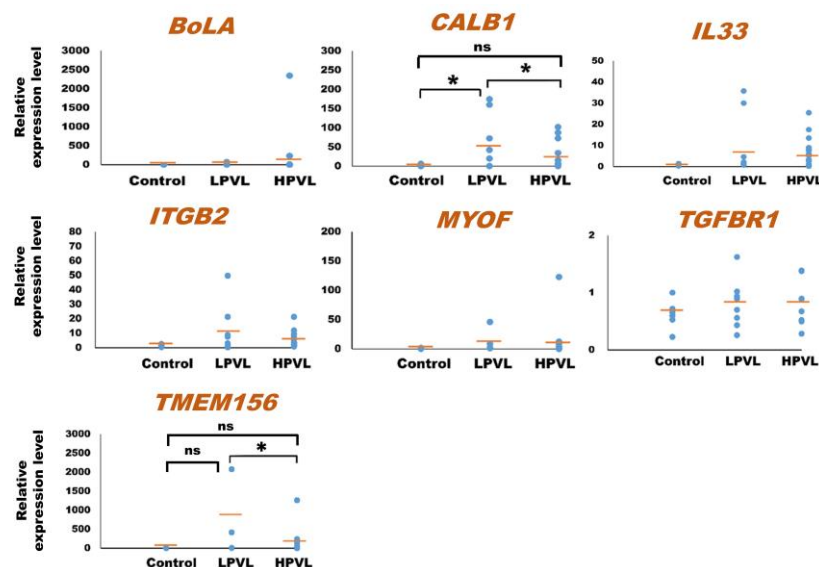 BoLA
CALB1
IL33
Relative
expression level
3000
2500
2000
1500
1000
500
0
Control
LPVL
HPVL
300
250
200
150
100
50
0
ns
*
*
Control
LPVL
HPVL
50
40
30
20
10
0
Control
LPVL
HPVL
ITGB2
MYOF
TGFBR1
Relative
expression level
80
70
60
50
40
30
20
10
0
Control
LPVL
HPVL
200
150
100
50
0
Control
LPVL
HPVL
2
1
0
Control
LPVL
HPVL
TMEM156
Relative
expression level
3000
2500
2000
1500
1000
500
0
ns
ns
*
Control
LPVL
HPVL